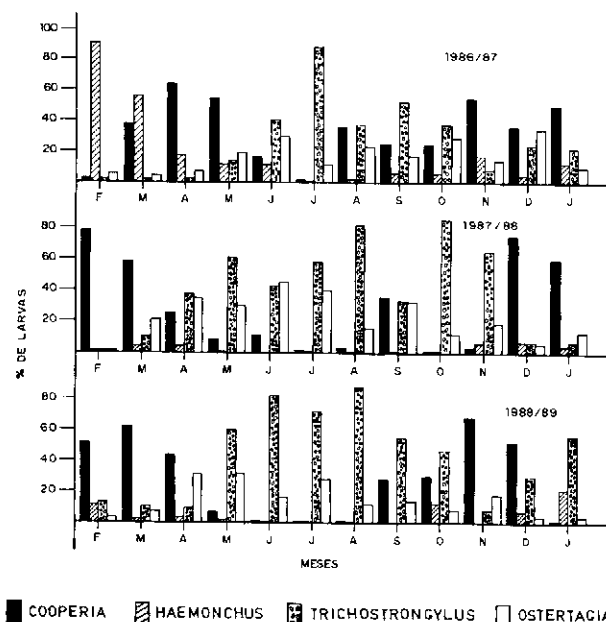 100
80
60
40
20
1986/87
F M A M J J A S O N D J
80
60
40
20
1987/88
F M A M J J A S O N D J
80
60
40
20
1988/89
F M A M J J A S O N D J
% DE LARVAS
MESES
COOPERIA HAEMONCHUS TRICHOSTRONGYLUS OSTERTAGIA